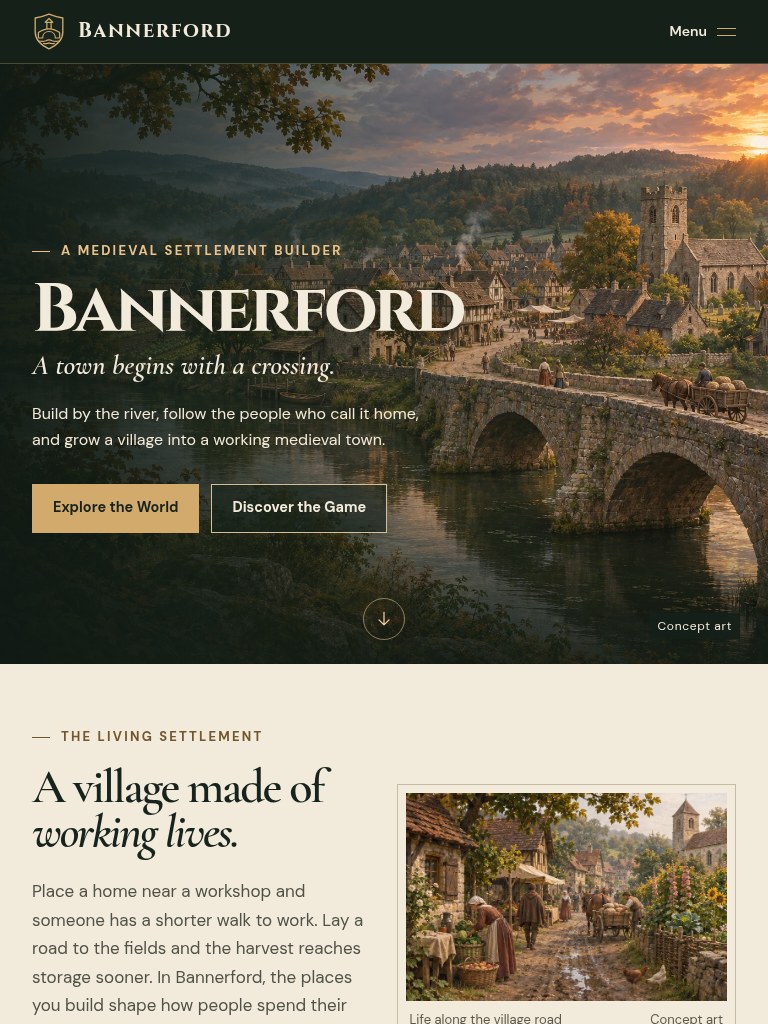 BANNERFORD
Menu
A MEDIEVAL SETTLEMENT BUILDER
BANNERFORD
A town begins with a crossing.
Build by the river, follow the people who call it home,
and grow a village into a working medieval town.
Explore the World
Discover the Game
Concept art
THE LIVING SETTLEMENT
A village made of
working lives.
Place a home near a workshop and
someone has a shorter walk to work. Lay a
road to the fields and the harvest reaches
storage sooner. In Bannerford, the places
you build shape how people spend their
Life along the village road
Concept art